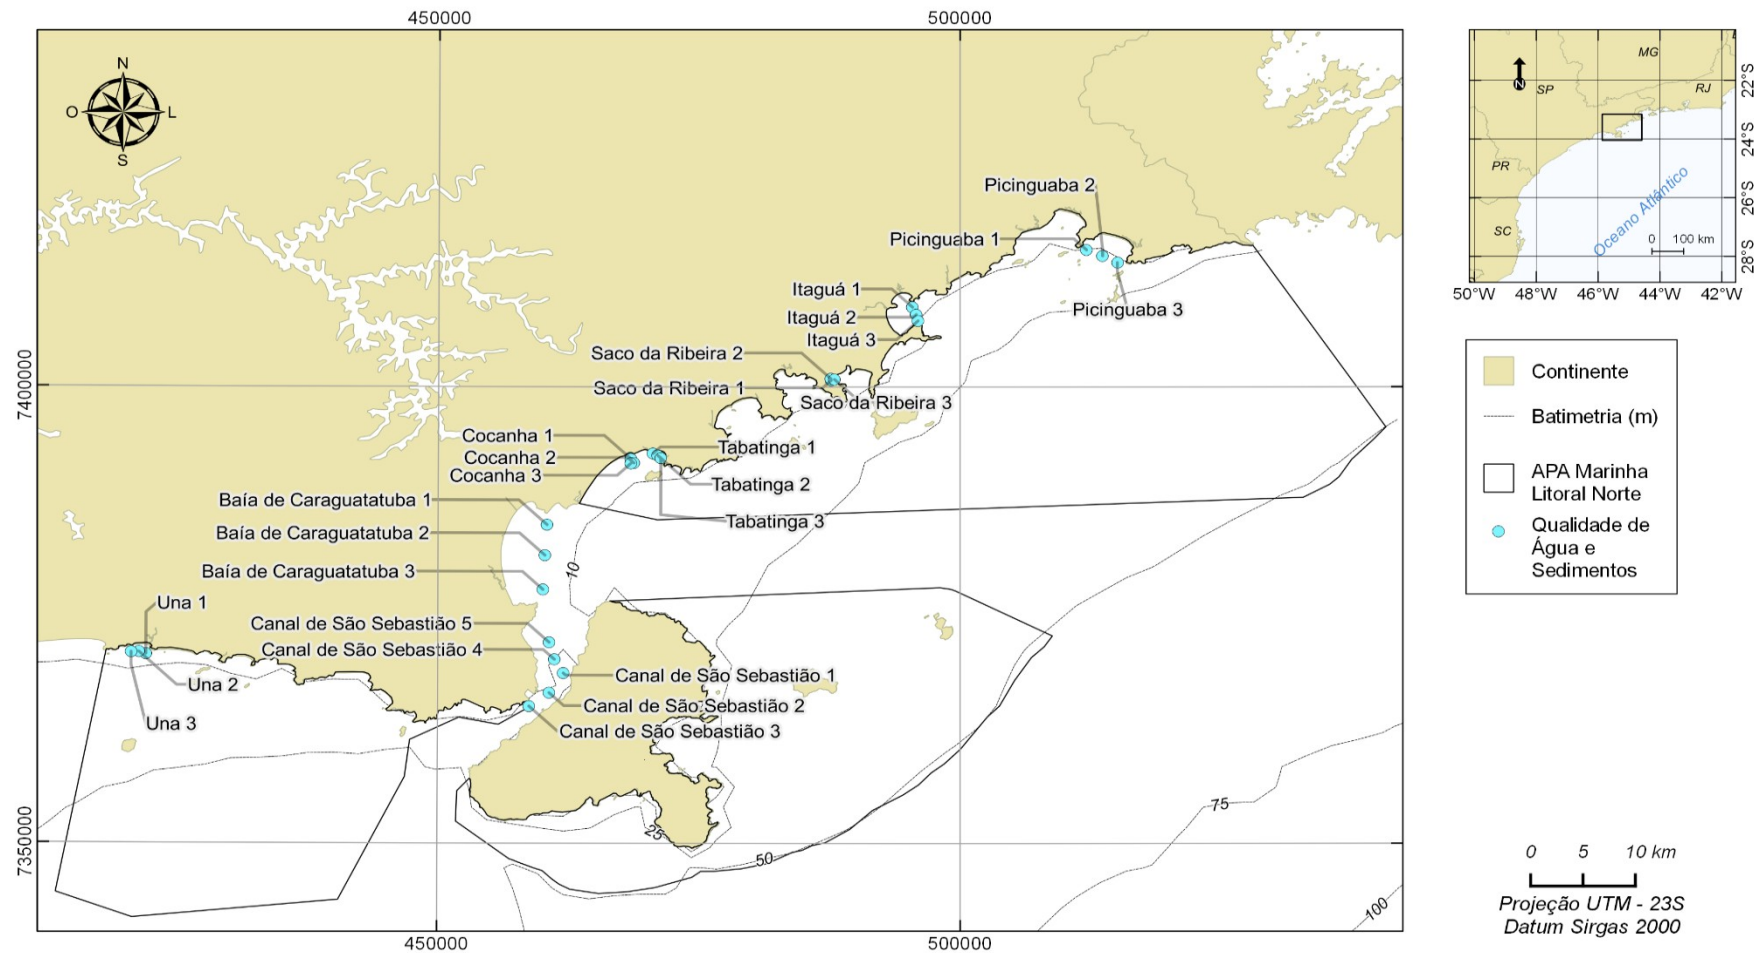 450000
500000
N
O
L
S
Picinguaba 2
Picinguaba 1
Itaguá 1
Picinguaba 3
Itaguá 2
Itaguá 3
Saco da Ribeira 2
7400000
Saco da Ribeira 1
Saco da Ribeira 3
Cocanha 1
Tabatinga 1
Cocanha 2
Cocanha 3
Tabatinga 2
Baía de Caraguatatuba 1
Tabatinga 3
Baía de Caraguatatuba 2
10
Baía de Caraguatatuba 3
Una 1
Canal de São Sebastião 5
Canal de São Sebastião 4
Canal de São Sebastião 1
Una 2
Canal de São Sebastião 2
Una 3
Canal de São Sebastião 3
75
25
50
7350000
100
450000
500000
MG
22°S
SP
RJ
24°S
PR
26°S
Oceano Atlântico
SC
0 100 km
28°S
50°W
48°W
46°W
44°W
42°W
N
Continente
Batimetria (m)
APA Marinha
Litoral Norte
Qualidade de
Água e
Sedimentos
0 5 10 km
Projeção UTM - 23S
Datum Sirgas 2000